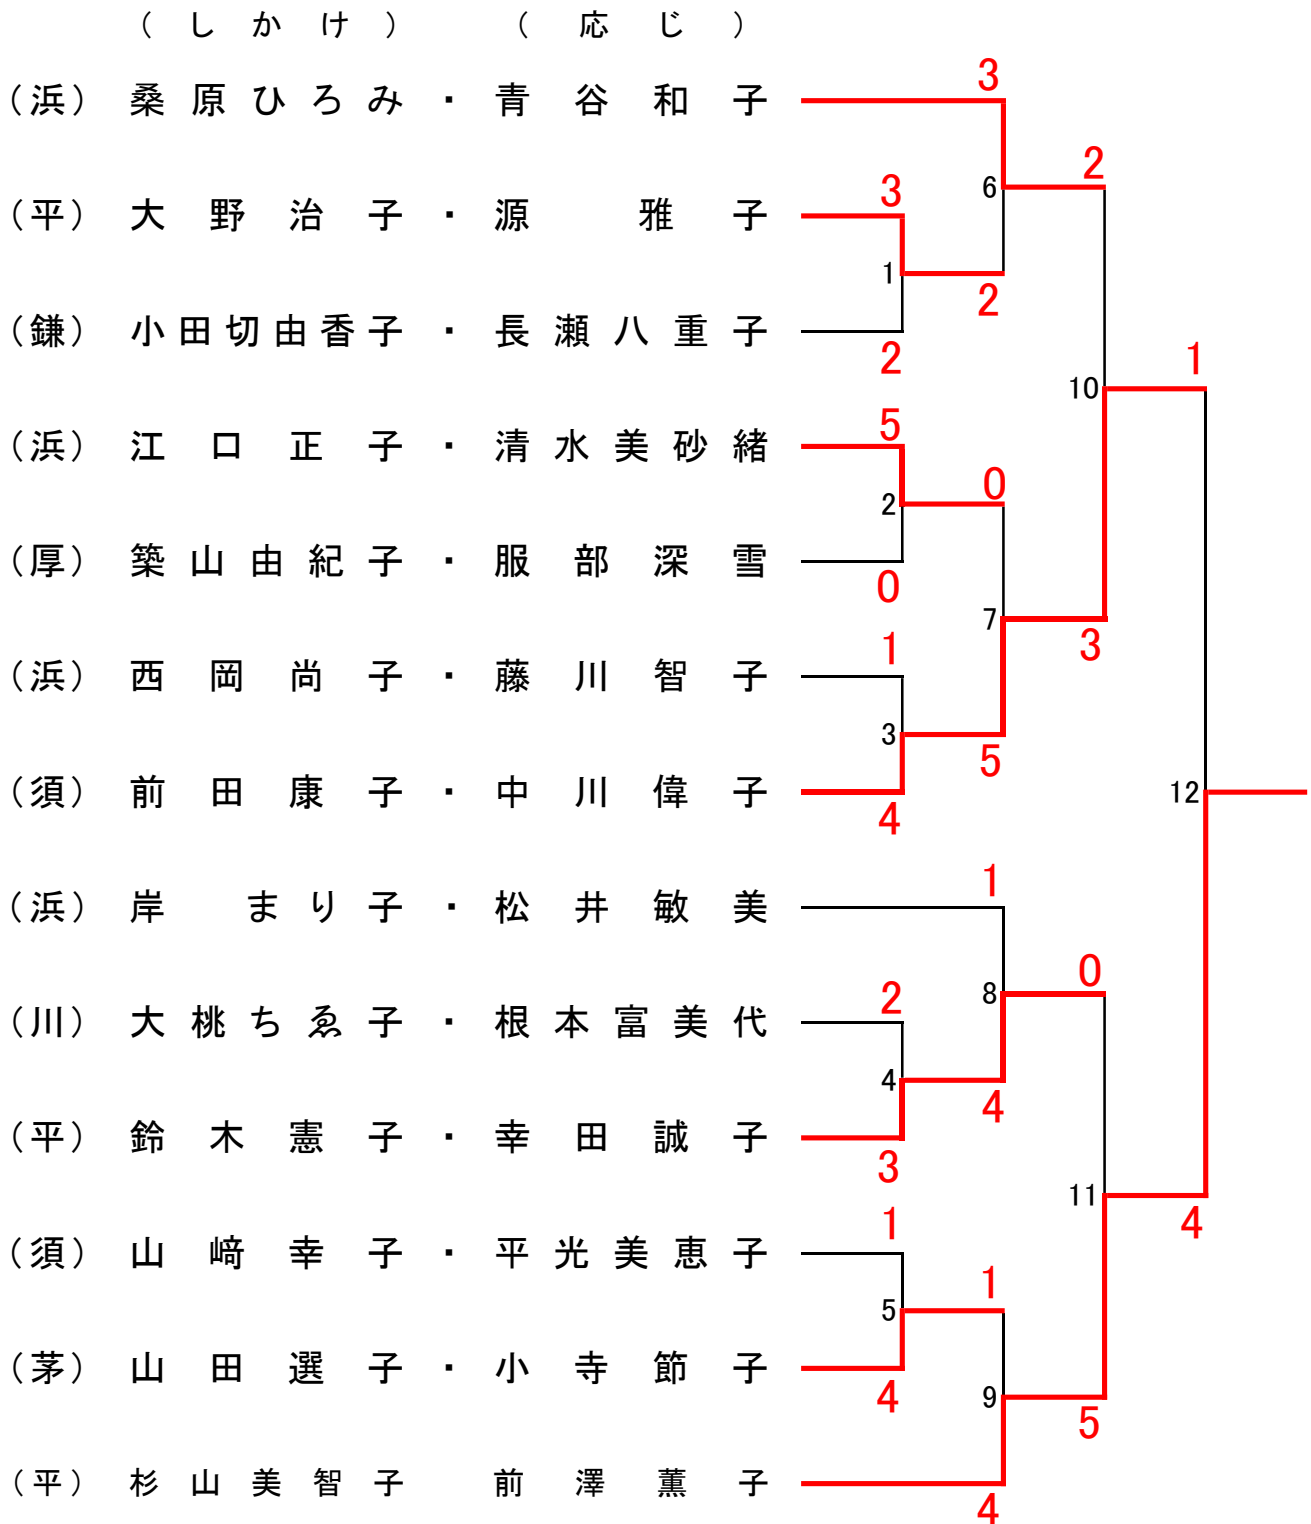 （しかけ）　（応じ）
3
（浜）桑原ひろみ・青谷和子
2
6
3
（平）大野治子・源雅子
1
2
（鎌）小田切由香子・長瀬八重子
1
2
10
5
（浜）江口正子・清水美砂緒
0
2
（厚）築山由紀子・服部深雪
0
7
1
3
（浜）西岡尚子・藤川智子
3
5
（須）前田康子・中川偉子
12
4
1
（浜）岸まり子・松井敏美
0
8
2
（川）大桃ちゑ子・根本富美代
4
4
（平）鈴木憲子・幸田誠子
3
11
1
4
（須）山﨑幸子・平光美恵子
1
5
（茅）山田選子・小寺節子
4
9
5
（平）杉山美智子　前澤薫子
4